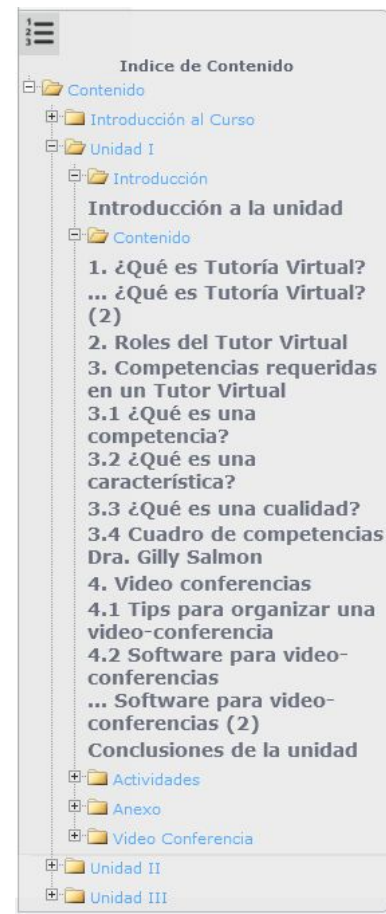 1
2
3
Indice de Contenido
Contenido
Introducción al Curso
Unidad I
Introducción
Introducción a la unidad
Contenido
1. ¿Qué es Tutoría Virtual?
... ¿Qué es Tutoría Virtual?
(2)
2. Roles del Tutor Virtual
3. Competencias requeridas
en un Tutor Virtual
3.1 ¿Qué es una
competencia?
3.2 ¿Qué es una
característica?
3.3 ¿Qué es una cualidad?
3.4 Cuadro de competencias
Dra. Gilly Salmon
4. Video conferencias
4.1 Tips para organizar una
video-conferencia
4.2 Software para video-
conferencias
... Software para video-
conferencias (2)
Conclusiones de la unidad
Actividades
Anexo
Video Conferencia
Unidad II
Unidad III